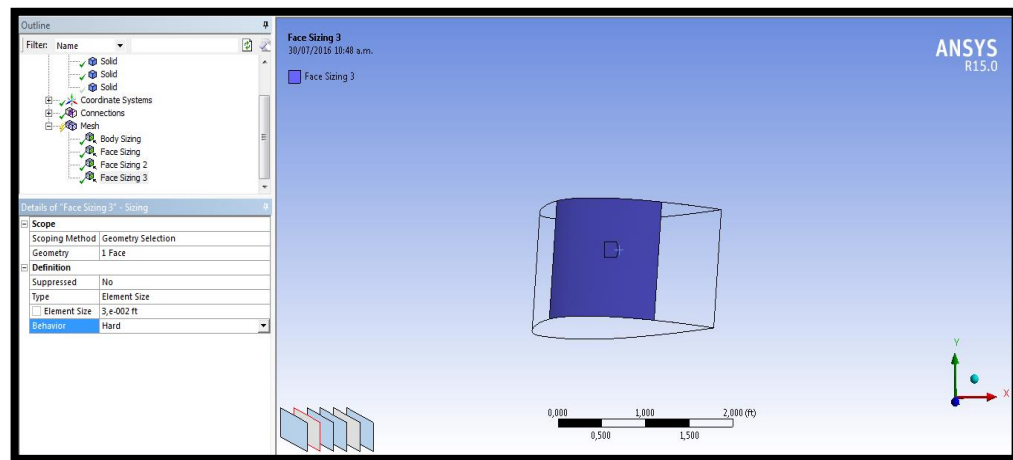 Outline
Filter: Name
Solid
Solid
Solid
Coordinate Systems
Connections
Mesh
Body Sizing
Face Sizing
Face Sizing 2
Face Sizing 3
Details of "Face Sizing 3" - Sizing
Scope
Scoping Method Geometry Selection
Geometry 1 Face
Definition
Suppressed No
Type Element Size
Element Size 3,e-002 ft
Behavior Hard
Face Sizing 3
30/07/2016 10:48 a.m.
Face Sizing 3
ANSYS
R15.0
Y
X
0,000 1,000 2,000 (ft)
0,500 1,500